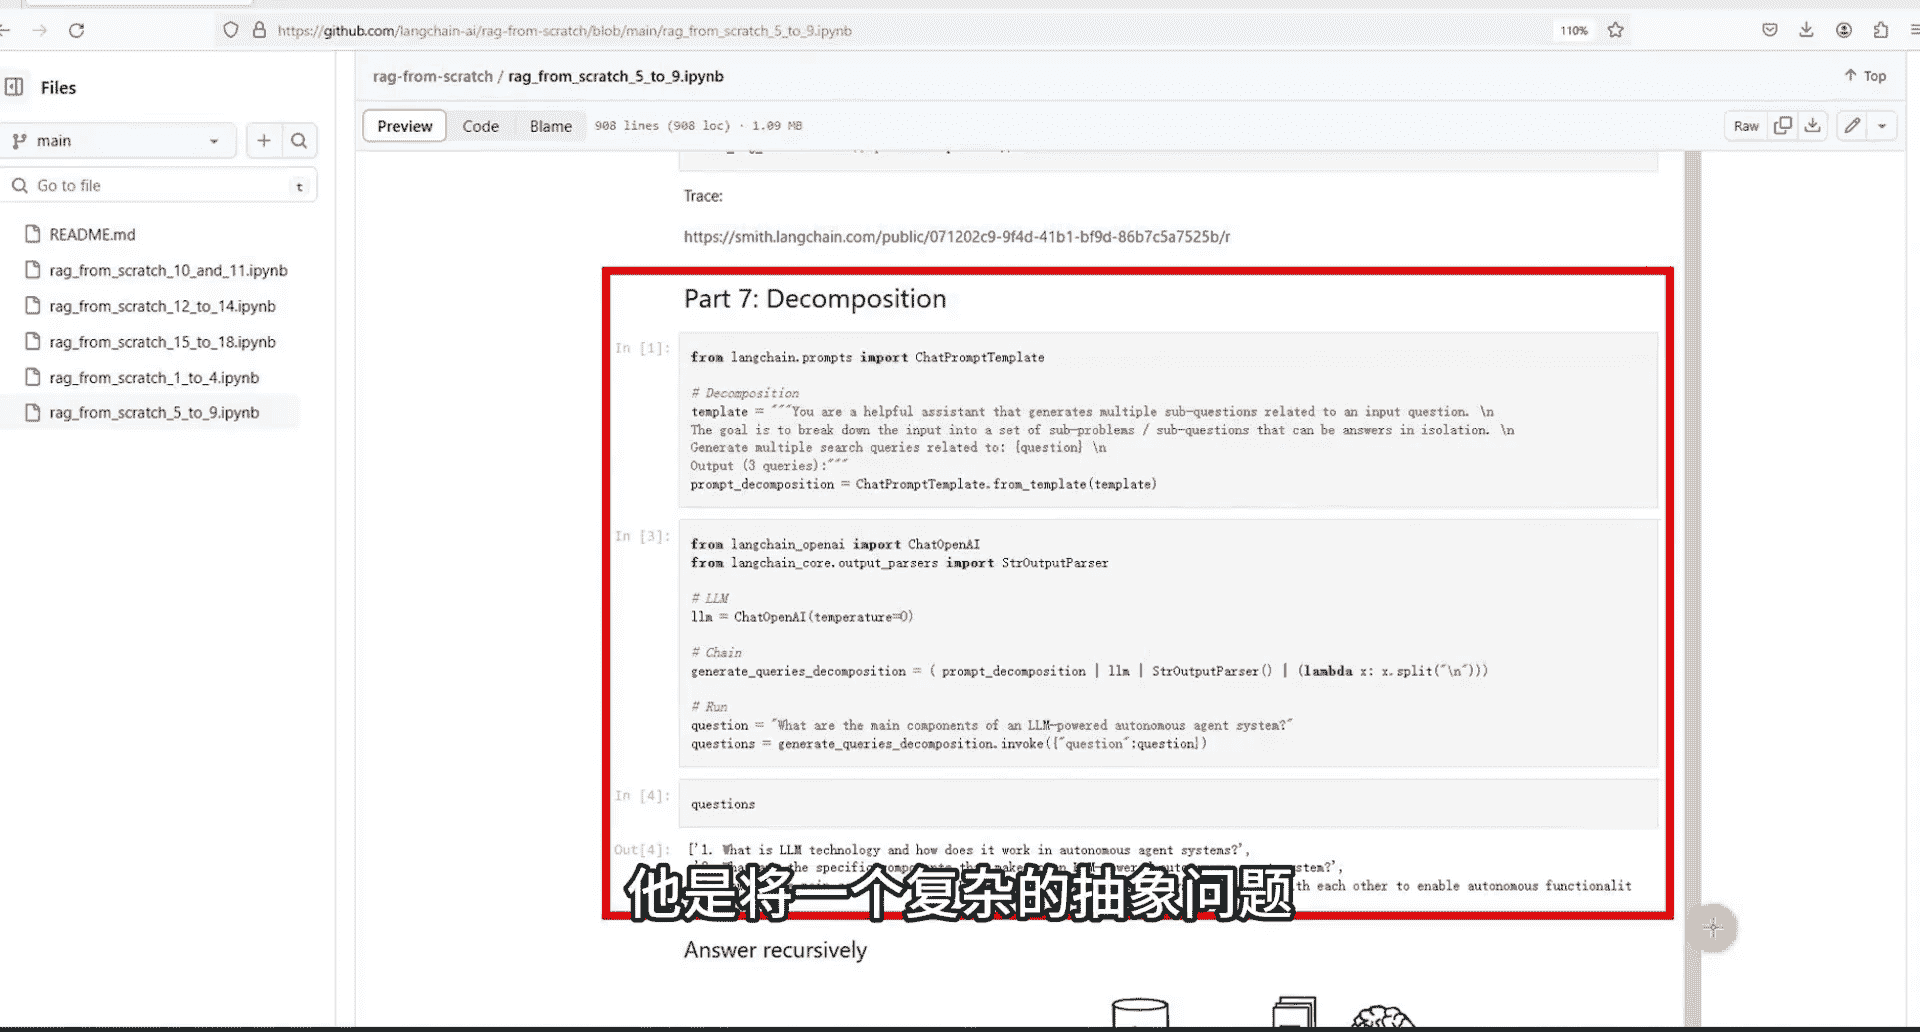 https://github.com/langchain-ai/rag-from-scratch/blob/main/rag_from_scratch_5_to_9.ipynb
110%
Files
main
Go to file
t
README.md
rag_from_scratch_10_and_11.ipynb
rag_from_scratch_12_to_14.ipynb
rag_from_scratch_15_to_18.ipynb
rag_from_scratch_1_to_4.ipynb
rag_from_scratch_5_to_9.ipynb
rag-from-scratch / rag_from_scratch_5_to_9.ipynb
Top
Preview Code Blame 908 lines (908 loc) · 1.09 MB
Raw
Trace:
https://smith.langchain.com/public/071202c9-9f4d-41b1-bf9d-86b7c5a7525b/r
Part 7: Decomposition
In [1]:
from langchain.prompts import ChatPromptTemplate
# Decomposition
template = """You are a helpful assistant that generates multiple sub-questions related to an input question. \n
The goal is to break down the input into a set of sub-problems / sub-questions that can be answers in isolation. \n
Generate multiple search queries related to: {question} \n
Output (3 queries):"""
prompt_decomposition = ChatPromptTemplate.from_template(template)
In [3]:
from langchain_openai import ChatOpenAI
from langchain_core.output_parsers import StrOutputParser
# LLM
llm = ChatOpenAI(temperature=0)
# Chain
generate_queries_decomposition = ( prompt_decomposition | llm | StrOutputParser() | (lambda x: x.split("\n")))
# Run
question = "What are the main components of an LLM-powered autonomous agent system?"
questions = generate_queries_decomposition.invoke({"question":question})
In [4]:
questions
Out[4]:
['1. What is LLM technology and how does it work in autonomous agent systems?',
the specific
with each other to enable autonomous functionalit
他是将一个复杂的抽象问题
Answer recursively